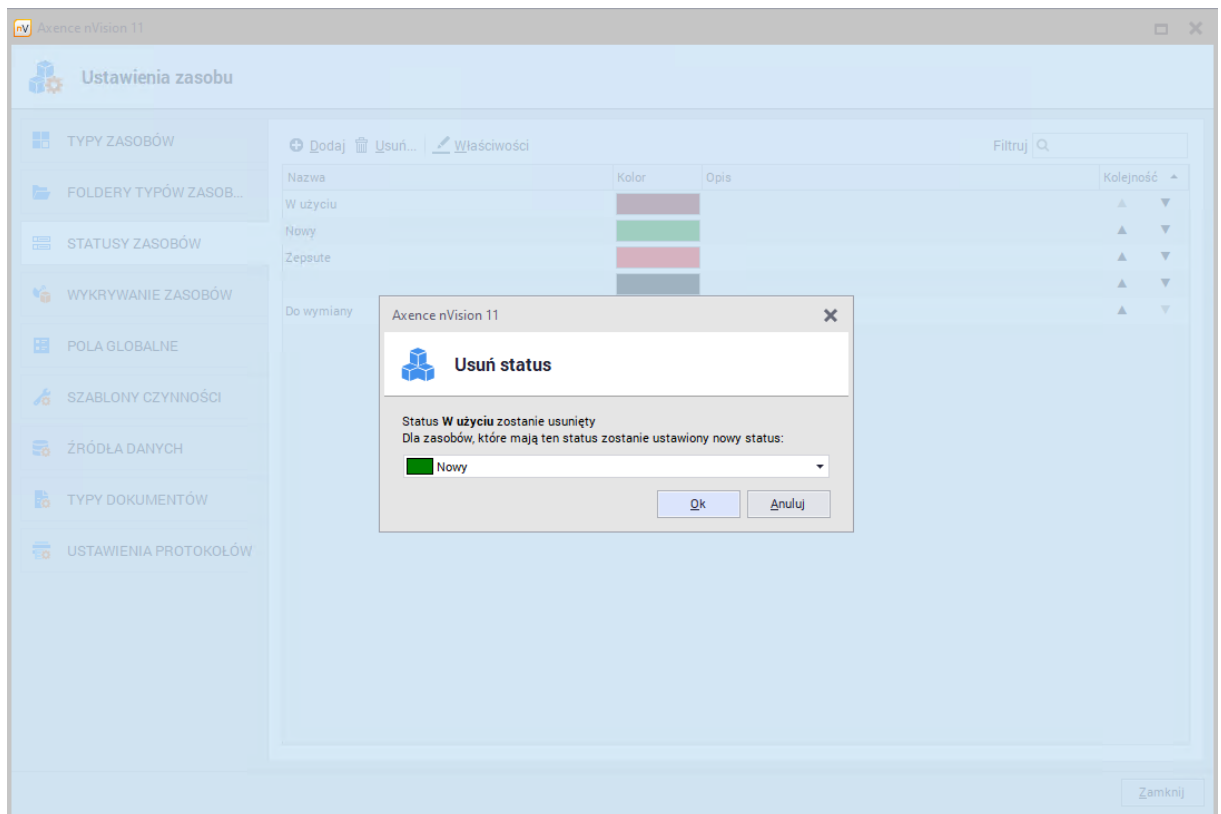 nV Axence nVision 11
Ustawienia zasobu
TYPY ZASOBÓW
FOLDERY TYPÓW ZASOB...
STATUSY ZASOBÓW
WYKRYWANIE ZASOBÓW
POLA GLOBALNE
SZABLONY CZYNNOŚCI
ŹRÓDŁA DANYCH
TYPY DOKUMENTÓW
USTAWIENIA PROTOKOŁÓW
Dodaj Usuń... Właściwości Filtruj
Nazwa Kolor Opis Kolejność
W użyciu
Nowy
Zepsute
Do wymiany
Axence nVision 11
Usuń status
Status W użyciu zostanie usunięty
Dla zasobów, które mają ten status zostanie ustawiony nowy status:
Nowy
Ok Anuluj
Zamknij